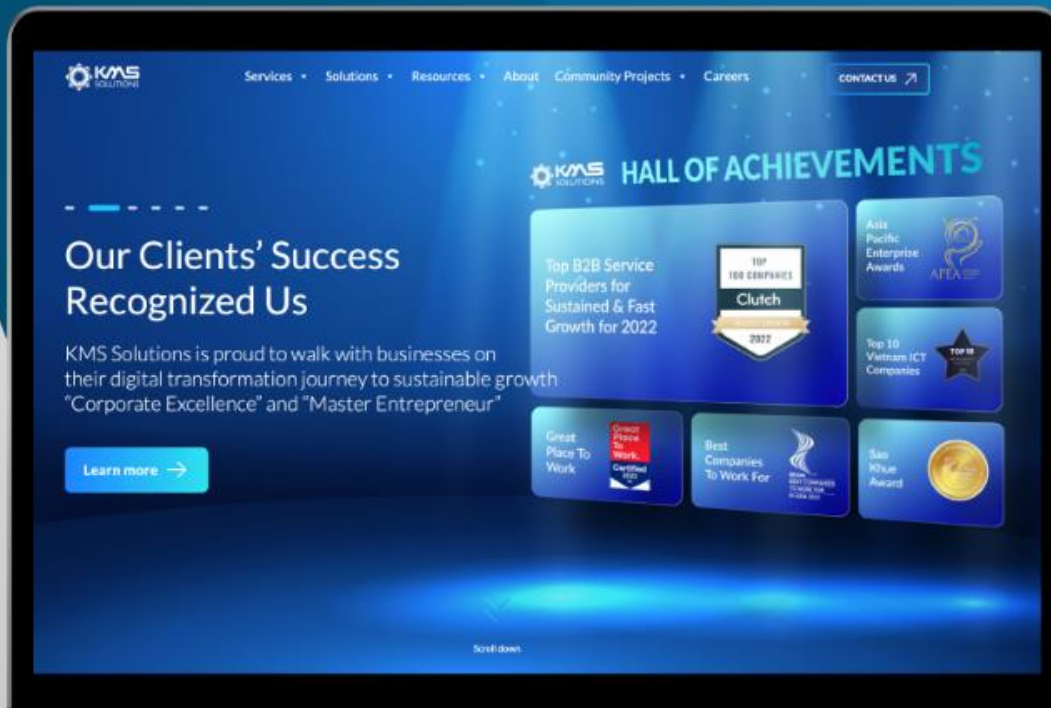 KMS
SOLUTIONS
Services
Solutions
Resources
About
Community Projects
Careers
CONTACT US
KMS
SOLUTIONS
HALL OF ACHIEVEMENTS
Our Clients' Success
Recognized Us
KMS Solutions is proud to walk with businesses on
their digital transformation journey to sustainable growth
"Corporate Excellence" and "Master Entrepreneur"
Learn more
Top B2B Service
Providers for
Sustained & Fast
Growth for 2022
TOP
100 COMPANIES
Clutch
2022
Asia
Pacific
Enterprise
Awards
APEA
Top 10
Vietnam ICT
Companies
TOP 10
Great
Place To
Work
Great
Place
To
Work.
Certified
Best
Companies
To Work For
Sao
Khue
Award
Scroll down